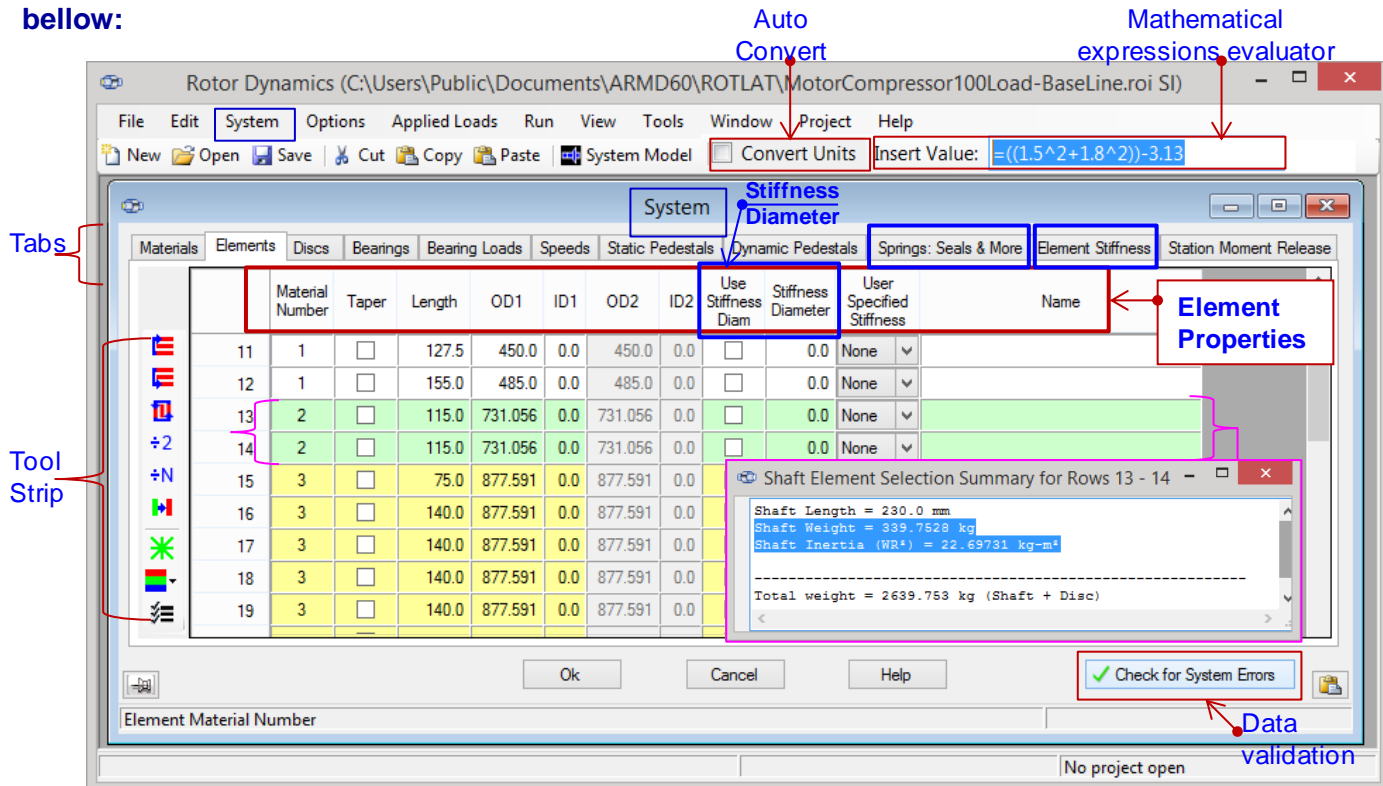 bellow:
Auto
Convert
Mathematical
expressions evaluator
Rotor Dynamics (C:\Users\Public\Documents\ARMD60\ROTLAT\MotorCompressor100Load-BaseLine.roi SI)
File Edit System Options Applied Loads Run View Tools Window Project Help
New Open Save Cut Copy Paste System Model Convert Units Insert Value: =((1.5^2+1.8^2))-3.13
System
Stiffness
Diameter
Tabs
Materials Elements Discs Bearings Bearing Loads Speeds Static Pedestals Dynamic Pedestals Springs: Seals & More Element Stiffness Station Moment Release
Material Number Taper Length OD1 ID1 OD2 ID2 Use Stiffness Diam Stiffness Diameter User Specified Stiffness Name
Element
Properties
11 1 127.5 450.0 0.0 450.0 0.0 0.0 None
12 1 155.0 485.0 0.0 485.0 0.0 0.0 None
13 2 115.0 731.056 0.0 731.056 0.0 0.0 None
÷2 14 2 115.0 731.056 0.0 731.056 0.0 0.0 None
Tool
Strip
÷N 15 3 75.0 877.591 0.0 877.591 0.0
16 3 140.0 877.591 0.0 877.591 0.0
17 3 140.0 877.591 0.0 877.591 0.0
18 3 140.0 877.591 0.0 877.591 0.0
19 3 140.0 877.591 0.0 877.591 0.0
Shaft Element Selection Summary for Rows 13 - 14
Shaft Length = 230.0 mm
Shaft Weight = 339.7528 kg
Shaft Inertia (WR²) = 22.69731 kg-m²
Total weight = 2639.753 kg (Shaft + Disc)
Ok Cancel Help Check for System Errors
Element Material Number
Data
validation
No project open